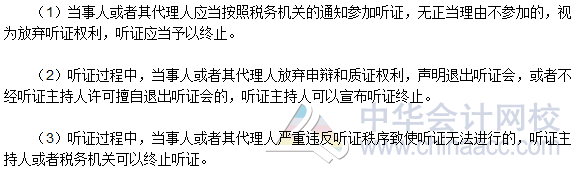 （1）当事人或者其代理人应当按照税务机关的通知参加听证，无正当理由不参加的，视
为放弃听证权利，听证应当予以终止。
（2）听证过程中，当事人或者其代理人放弃申辩和质证权利，声明退出听证会，或者不
经听证主持人许可擅自退出听证会的，听证主持人可以宣布听证终止。
（3）听证过程中，当事人或者其代理人严重违反听证秩序致使听证无法进行的，听证主
持人或者税务机关可以终止听证。
中华会计网校
www.chinaacc.com